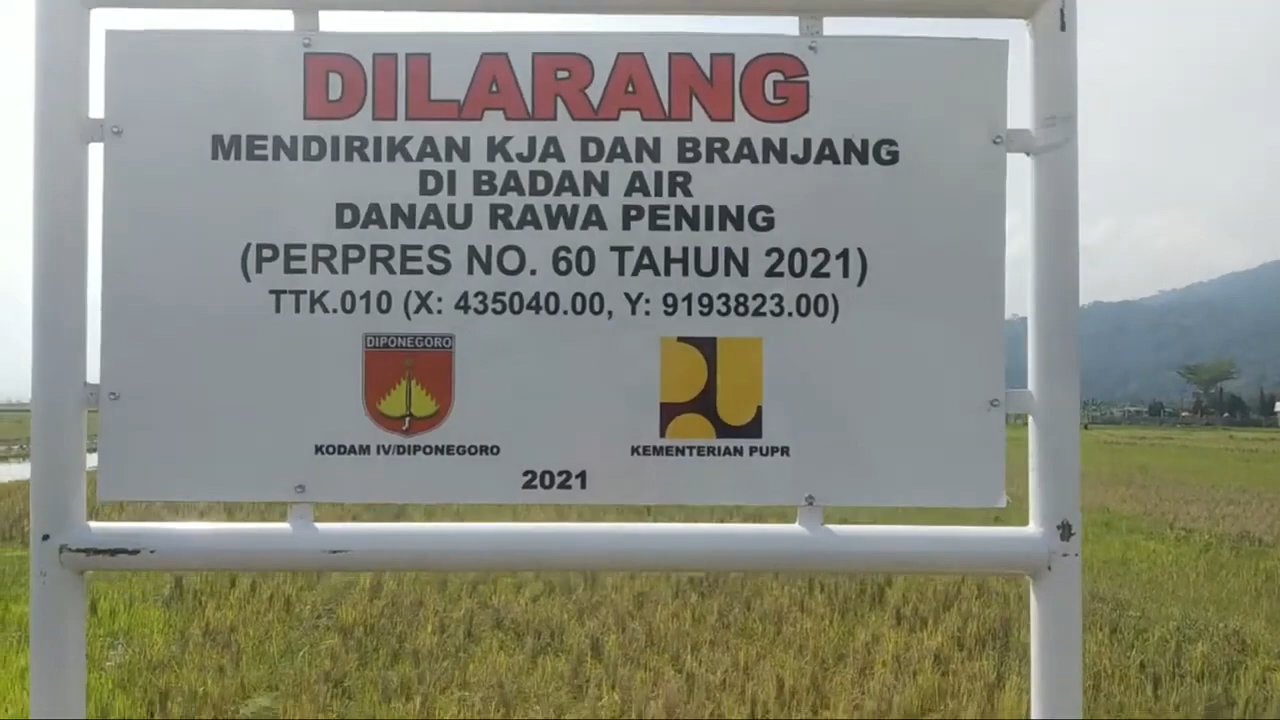 DILARANG
MENDIRIKAN KJA DAN BRANJANG
DI BADAN AIR
DANAU RAWA PENING
(PERPRES NO. 60 TAHUN 2021)
TTK.010 (X: 435040.00, Y: 9193823.00)
DIPONEGORO
KODAM IV/DIPONEGORO
KEMENTERIAN PUPR
2021